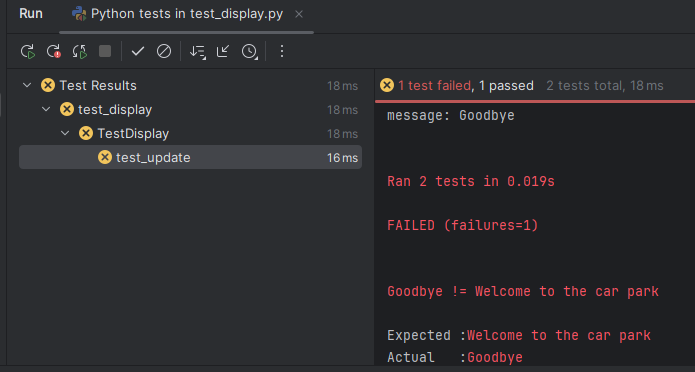 Run
Python tests in test_display.py
Test Results 18 ms
test_display 18 ms
TestDisplay 18 ms
test_update 16 ms
1 test failed, 1 passed 2 tests total, 18 ms
message: Goodbye
Ran 2 tests in 0.019s
FAILED (failures=1)
Goodbye != Welcome to the car park
Expected :Welcome to the car park
Actual :Goodbye